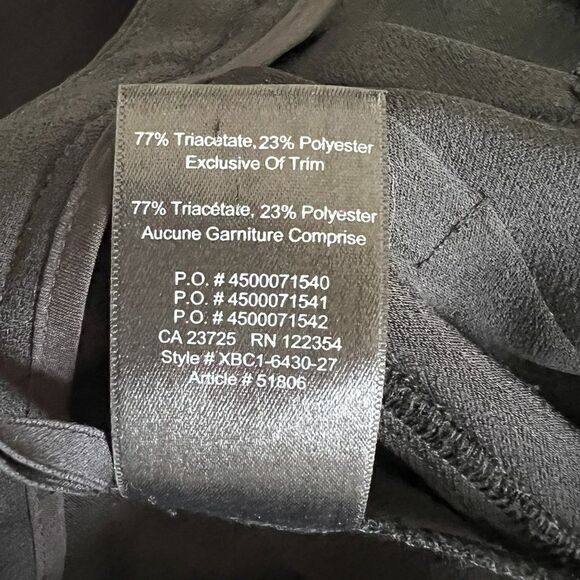 77% Triacetate, 23% Polyester
Exclusive Of Trim
77% Triacétate, 23% Polyester
Aucune Garniture Comprise
P.O. # 4500071540
P.O. # 4500071541
P.O. # 4500071542
CA 23725 RN 122354
Style # XBC1-6430-27
Article # 51806